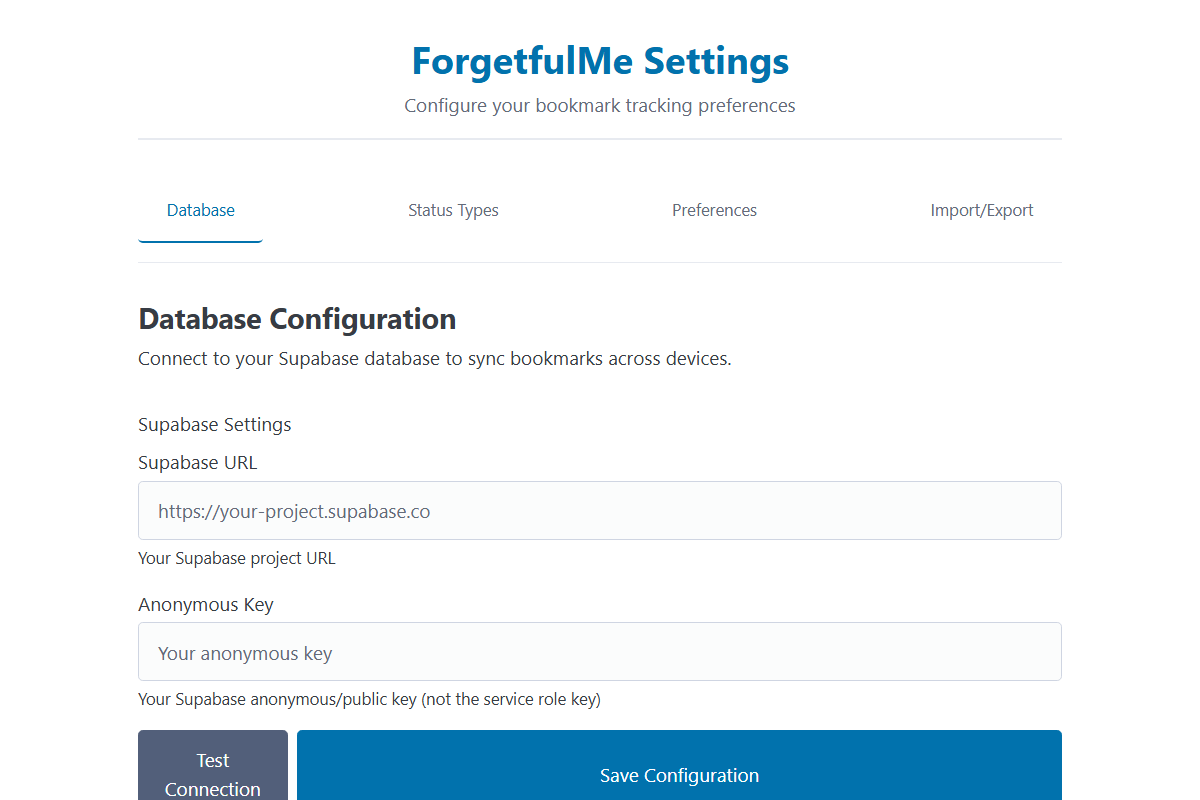 ForgetfulMe Settings
Configure your bookmark tracking preferences
Database
Status Types
Preferences
Import/Export
Database Configuration
Connect to your Supabase database to sync bookmarks across devices.
Supabase Settings
Supabase URL
https://your-project.supabase.co
Your Supabase project URL
Anonymous Key
Your anonymous key
Your Supabase anonymous/public key (not the service role key)
Test
Connection
Save Configuration